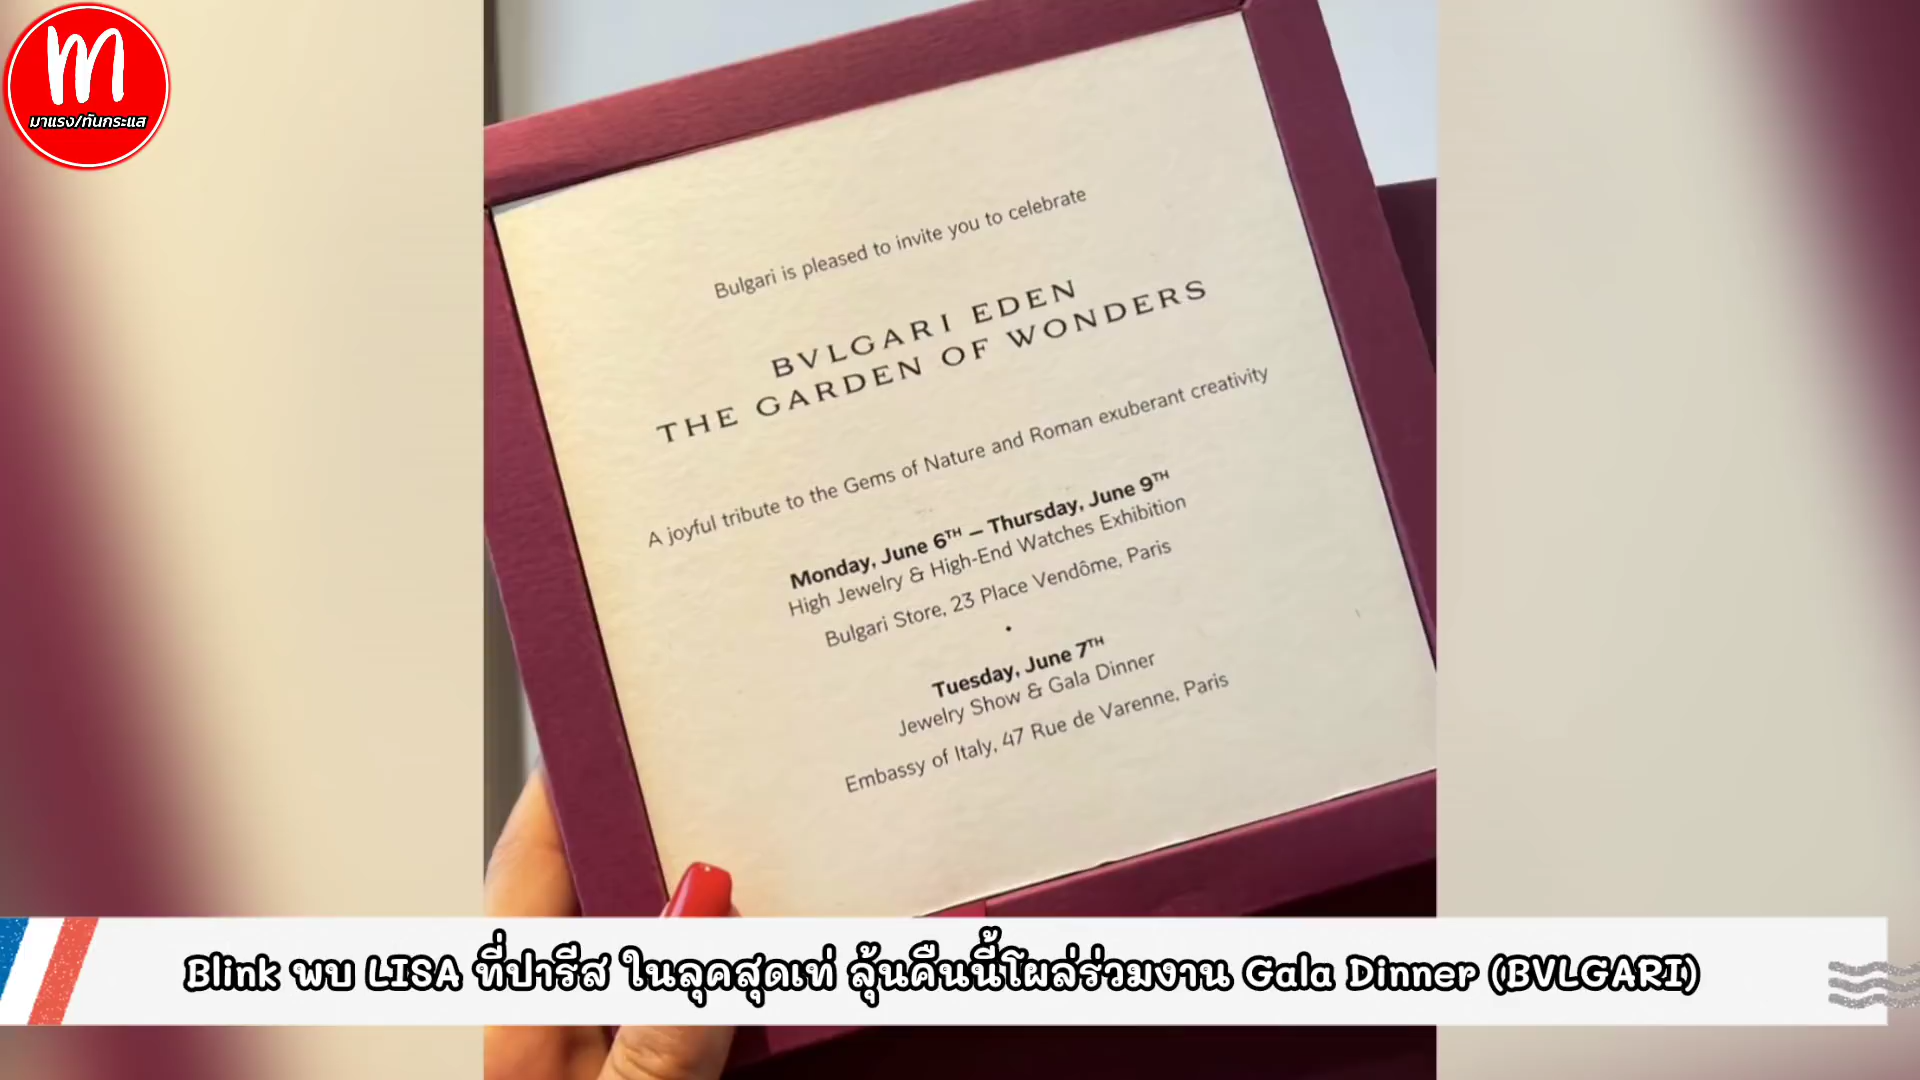 m
มาแรง/ทันกระแส
Bulgari is pleased to invite you to celebrate
BVLGARI EDEN
THE GARDEN OF WONDERS
A joyful tribute to the Gems of Nature and Roman exuberant creativity
Monday, June 6TH – Thursday, June 9TH
High Jewelry & High-End Watches Exhibition
Bulgari Store, 23 Place Vendôme, Paris
•
Tuesday, June 7TH
Jewelry Show & Gala Dinner
Embassy of Italy, 47 Rue de Varenne, Paris
Blink พบ LISA ที่ปารีส ในลุคสุดเท่ ลุ้นคืนนี้โผล่ร่วมงาน Gala Dinner (BVLGARI)